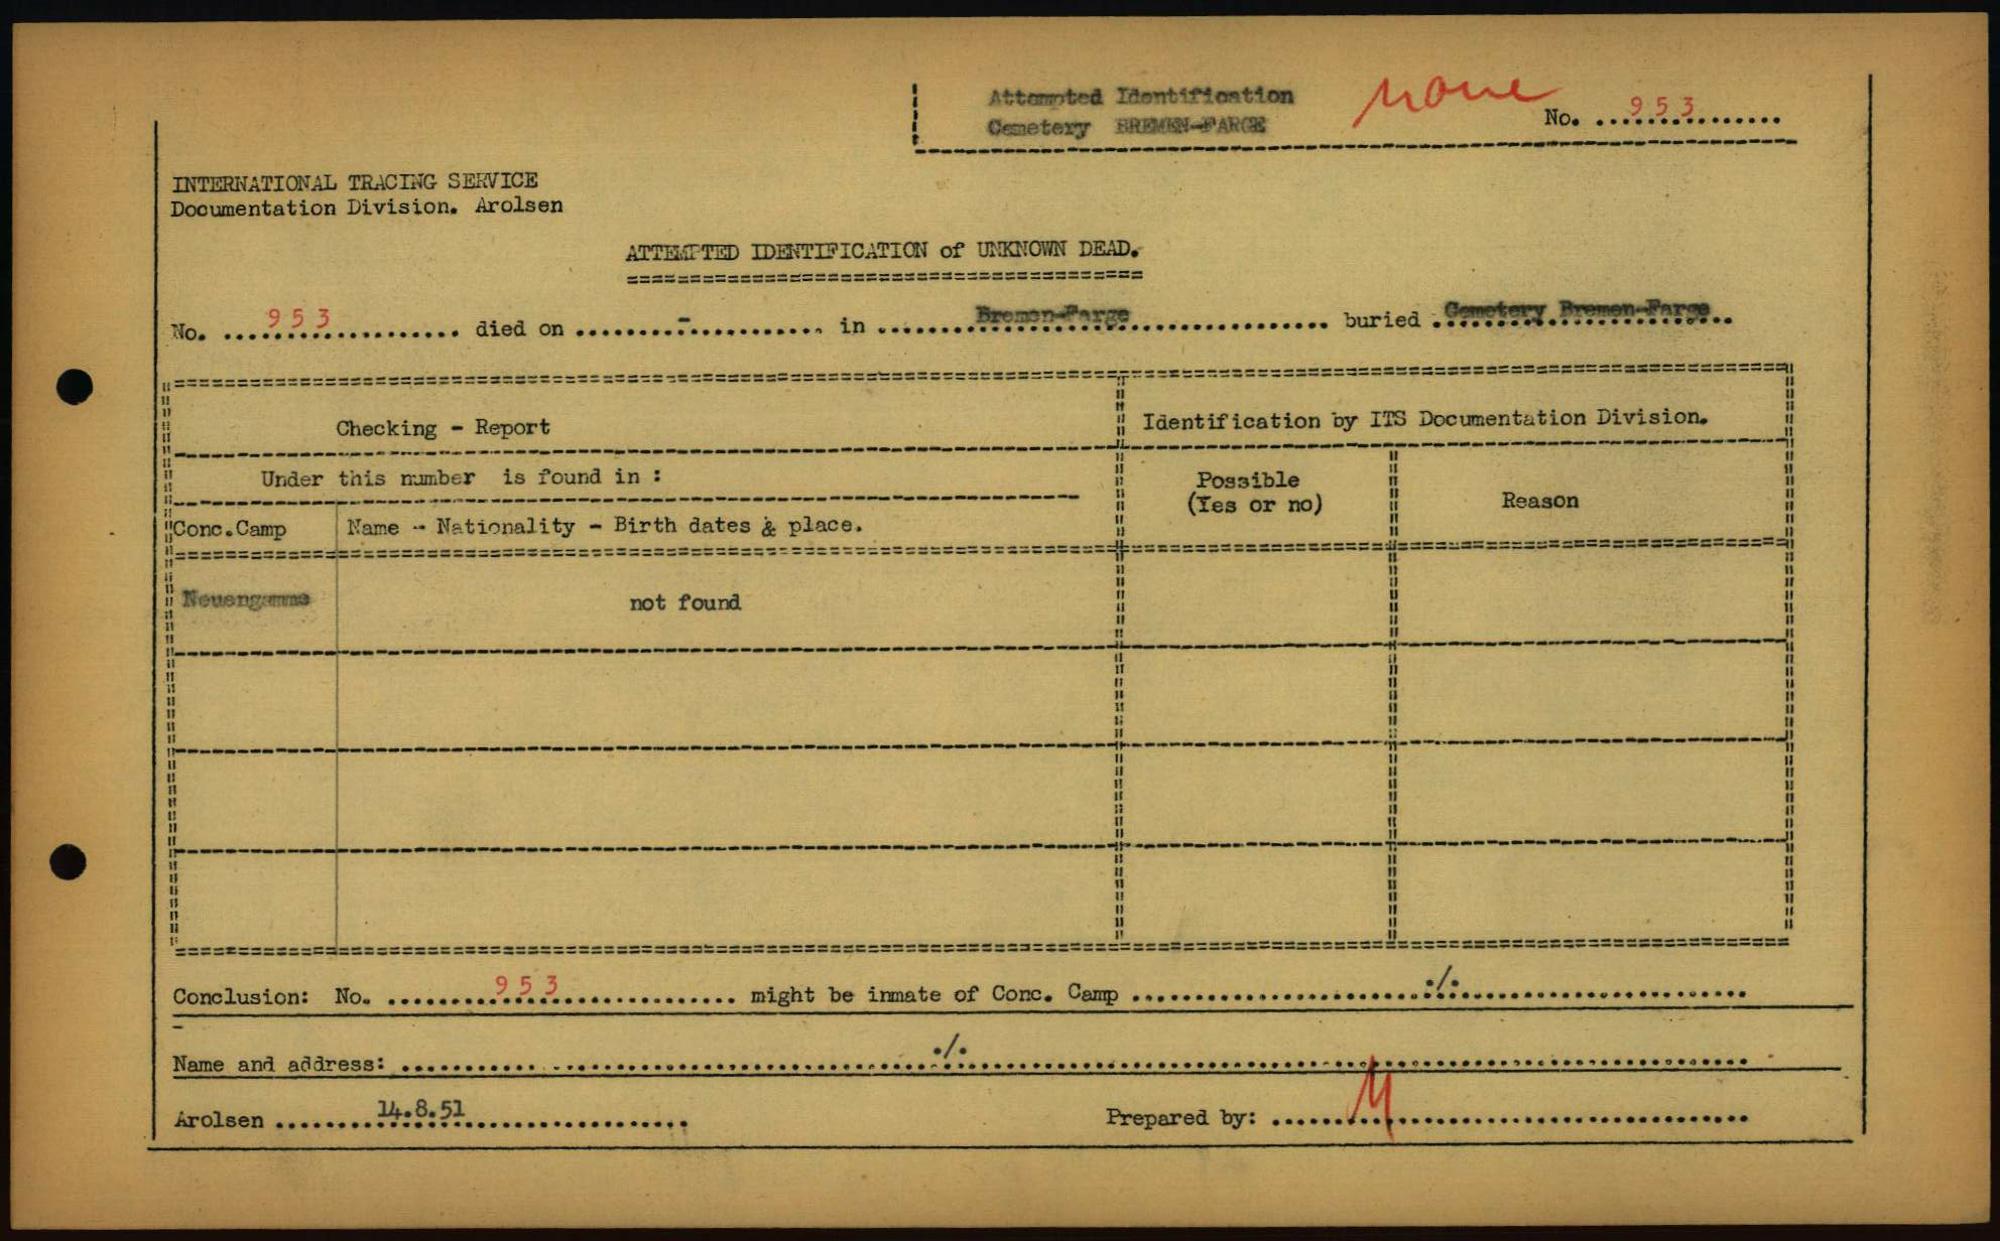 Attempted Identification
Cemetery BREMEN-FARGE
none
No. ..953..
INTERNATIONAL TRACING SERVICE
Documentation Division. Arolsen
ATTEMPTED IDENTIFICATION of UNKNOWN DEAD.
No. ..953.. died on ..-.. in ..Bremen-Farge.. buried ..Cemetery Bremen-Farge..
Checking - Report
Identification by ITS Documentation Division.
Under this number is found in :
Possible
(Yes or no)
Reason
Conc.Camp Name - Nationality - Birth dates & place.
Neuengamme not found
Conclusion: No. ..953.. might be inmate of Conc. Camp ..·/·..
Name and address: ..·/·..
Arolsen ..14.8.51.. Prepared by: ....